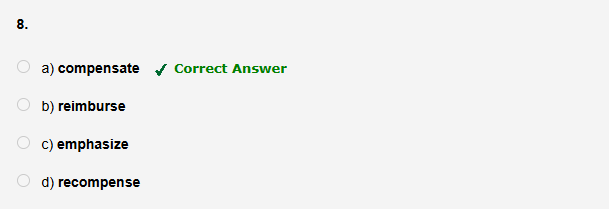 8.
a) compensate ✓ Correct Answer
b) reimburse
c) emphasize
d) recompense